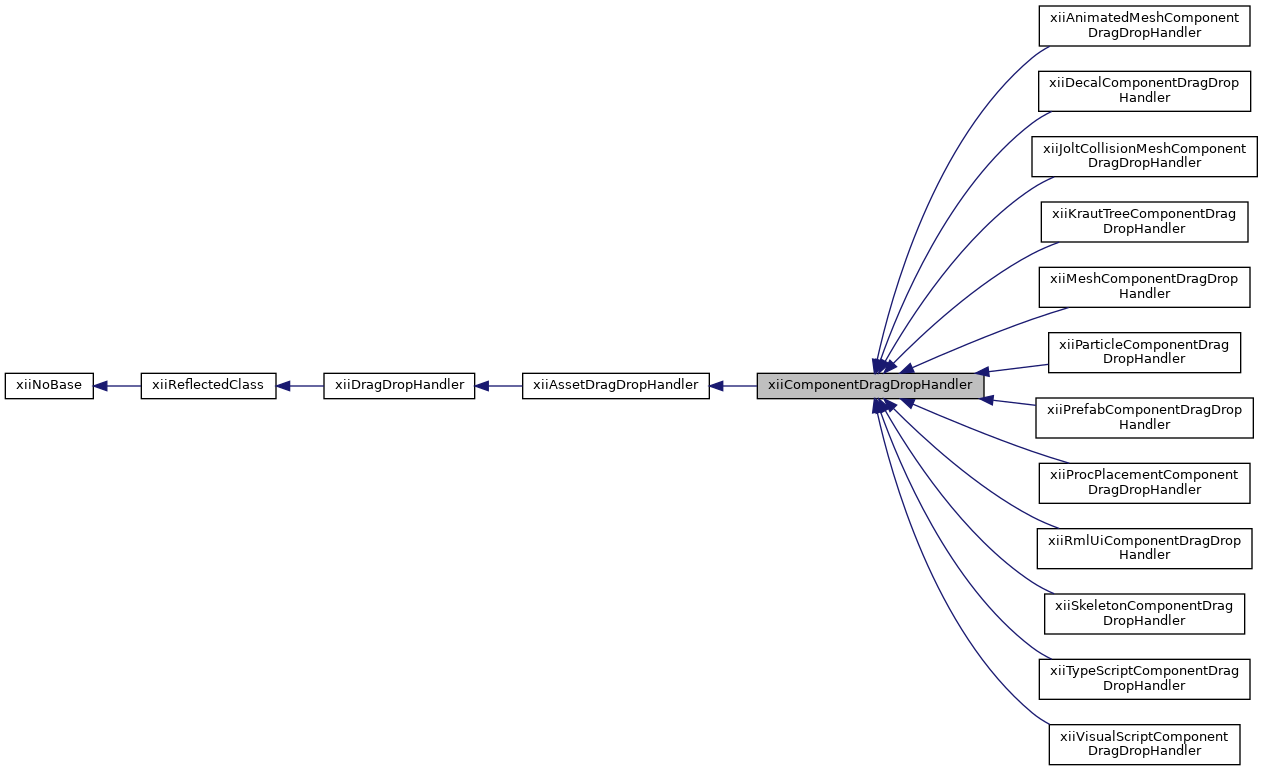 xiiAnimatedMeshComponent
DragDropHandler
xiiDecalComponentDragDrop
Handler
xiiJoltCollisionMeshComponent
DragDropHandler
xiiKrautTreeComponentDrag
DropHandler
xiiMeshComponentDragDrop
Handler
xiiParticleComponentDrag
DropHandler
xiiNoBase
xiiReflectedClass
xiiDragDropHandler
xiiAssetDragDropHandler
xiiComponentDragDropHandler
xiiPrefabComponentDragDrop
Handler
xiiProcPlacementComponent
DragDropHandler
xiiRmlUiComponentDragDrop
Handler
xiiSkeletonComponentDrag
DropHandler
xiiTypeScriptComponentDrag
DropHandler
xiiVisualScriptComponent
DragDropHandler